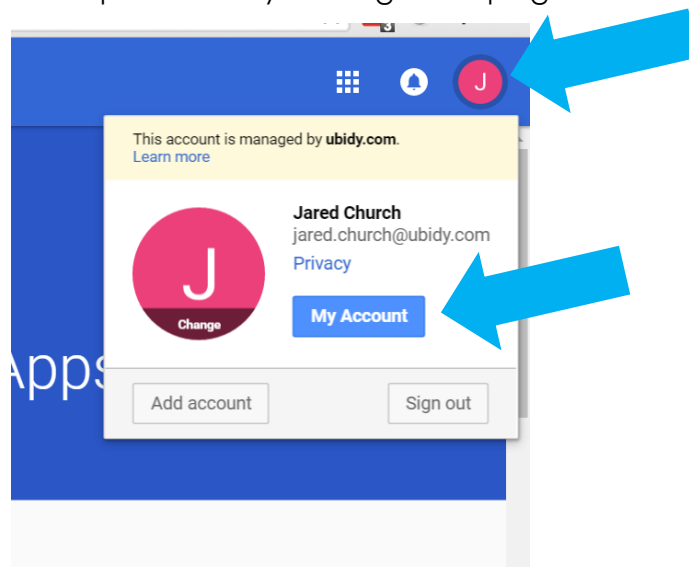 3
J
This account is managed by ubidy.com.
Learn more
Jared Church
jared.church@ubidy.com
Privacy
J
Change
My Account
Apps
Add account
Sign out